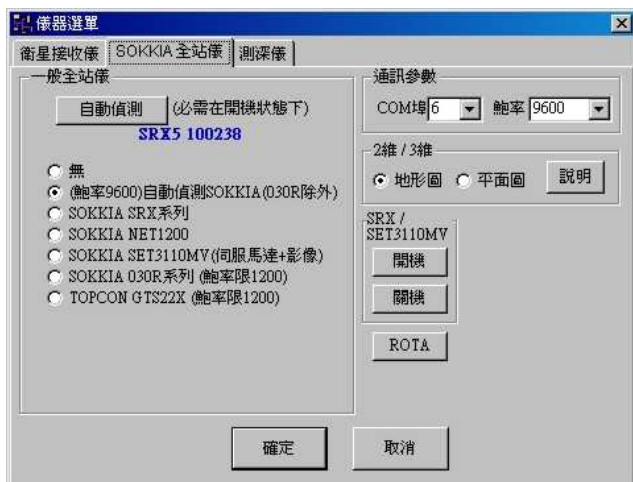 儀器選單
衛星接收儀 SOKKIA全站儀 測深儀
一般全站儀
自動偵測 (必需在開機狀態下)
SRX5 100238
無
(鮑率9600)自動偵測SOKKIA(030R除外)
SOKKIA SRX系列
SOKKIA NET1200
SOKKIA SET3110MV(伺服馬達+影像)
SOKKIA 030R系列 (鮑率限1200)
TOPCON GTS22X (鮑率限1200)
通訊參數
COM埠 6 鮑率 9600
2維 / 3維
地形圖 平面圖 說明
SRX /
SET3110MV
開機
關機
ROTA
確定 取消